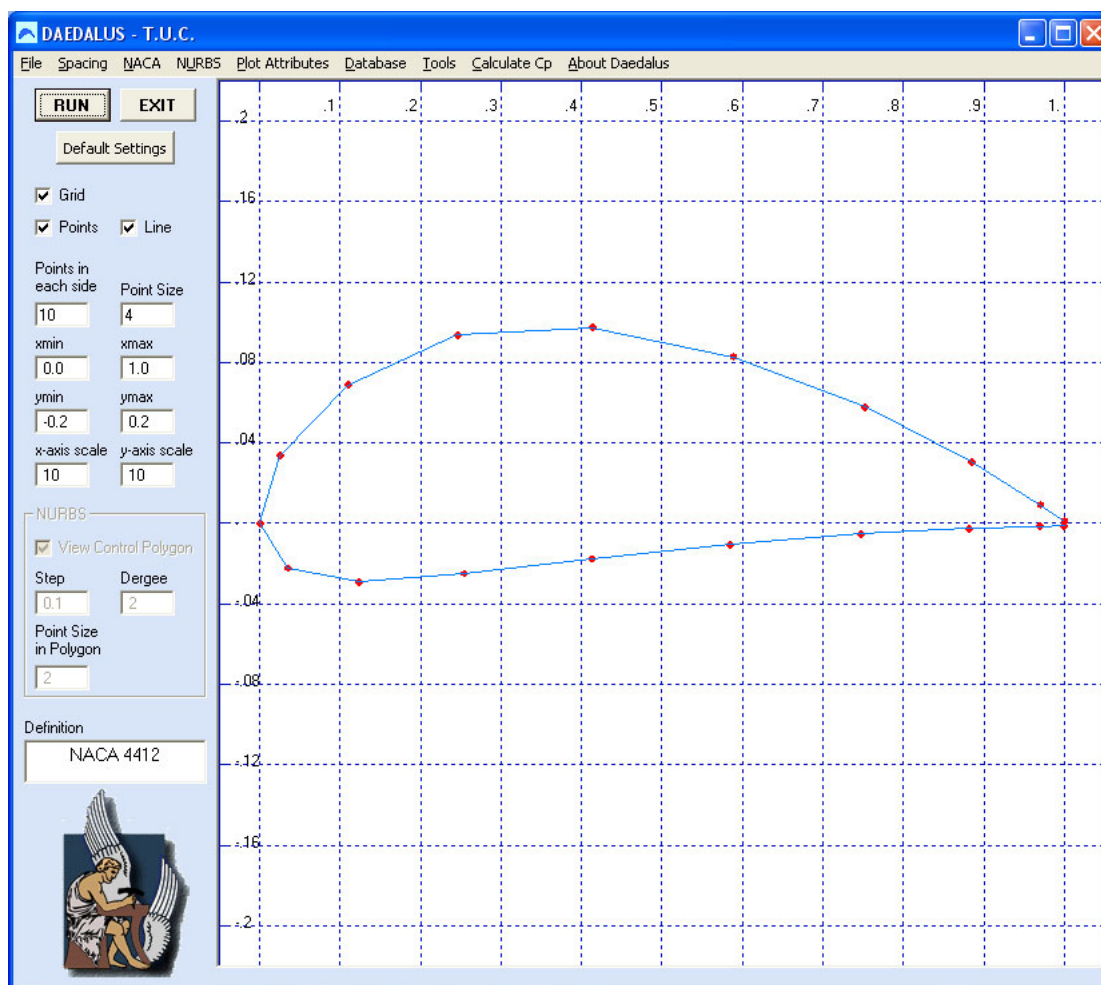 DAEDALUS - T.U.C.
File Spacing NACA NURBS Plot Attributes Database Tools Calculate Cp About Daedalus
RUN EXIT
Default Settings
Grid
Points Line
Points in
each side Point Size
10 4
xmin xmax
0.0 1.0
ymin ymax
-0.2 0.2
x-axis scale y-axis scale
10 10
NURBS
View Control Polygon
Step Dergee
0.1 2
Point Size
in Polygon
2
Definition
NACA 4412
.1 .2 .3 .4 .5 .6 .7 .8 .9 1.
.2
.16
.12
.08
.04
.
-.04
-.08
-.12
-.16
-.2